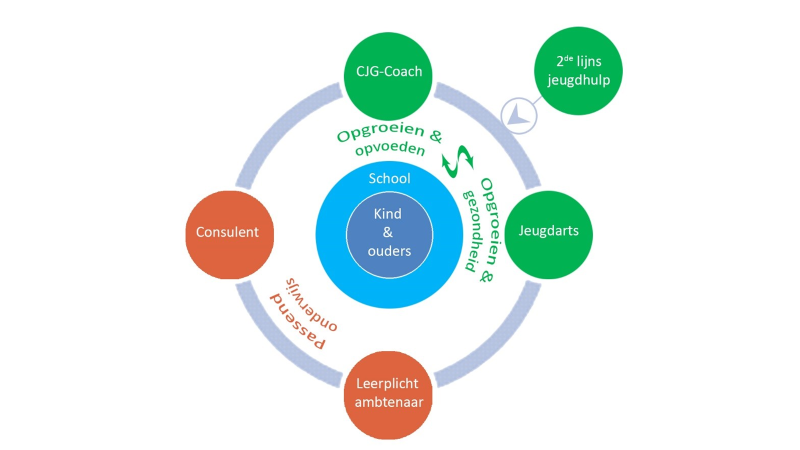 CJG-Coach
2de lijns
jeugdhulp
Opgroeien &
opvoeden
School
Kind
&
ouders
Opgroeien &
gezondheid
Jeugdarts
Consulent
Passend
onderwijs
Leerplicht
ambtenaar